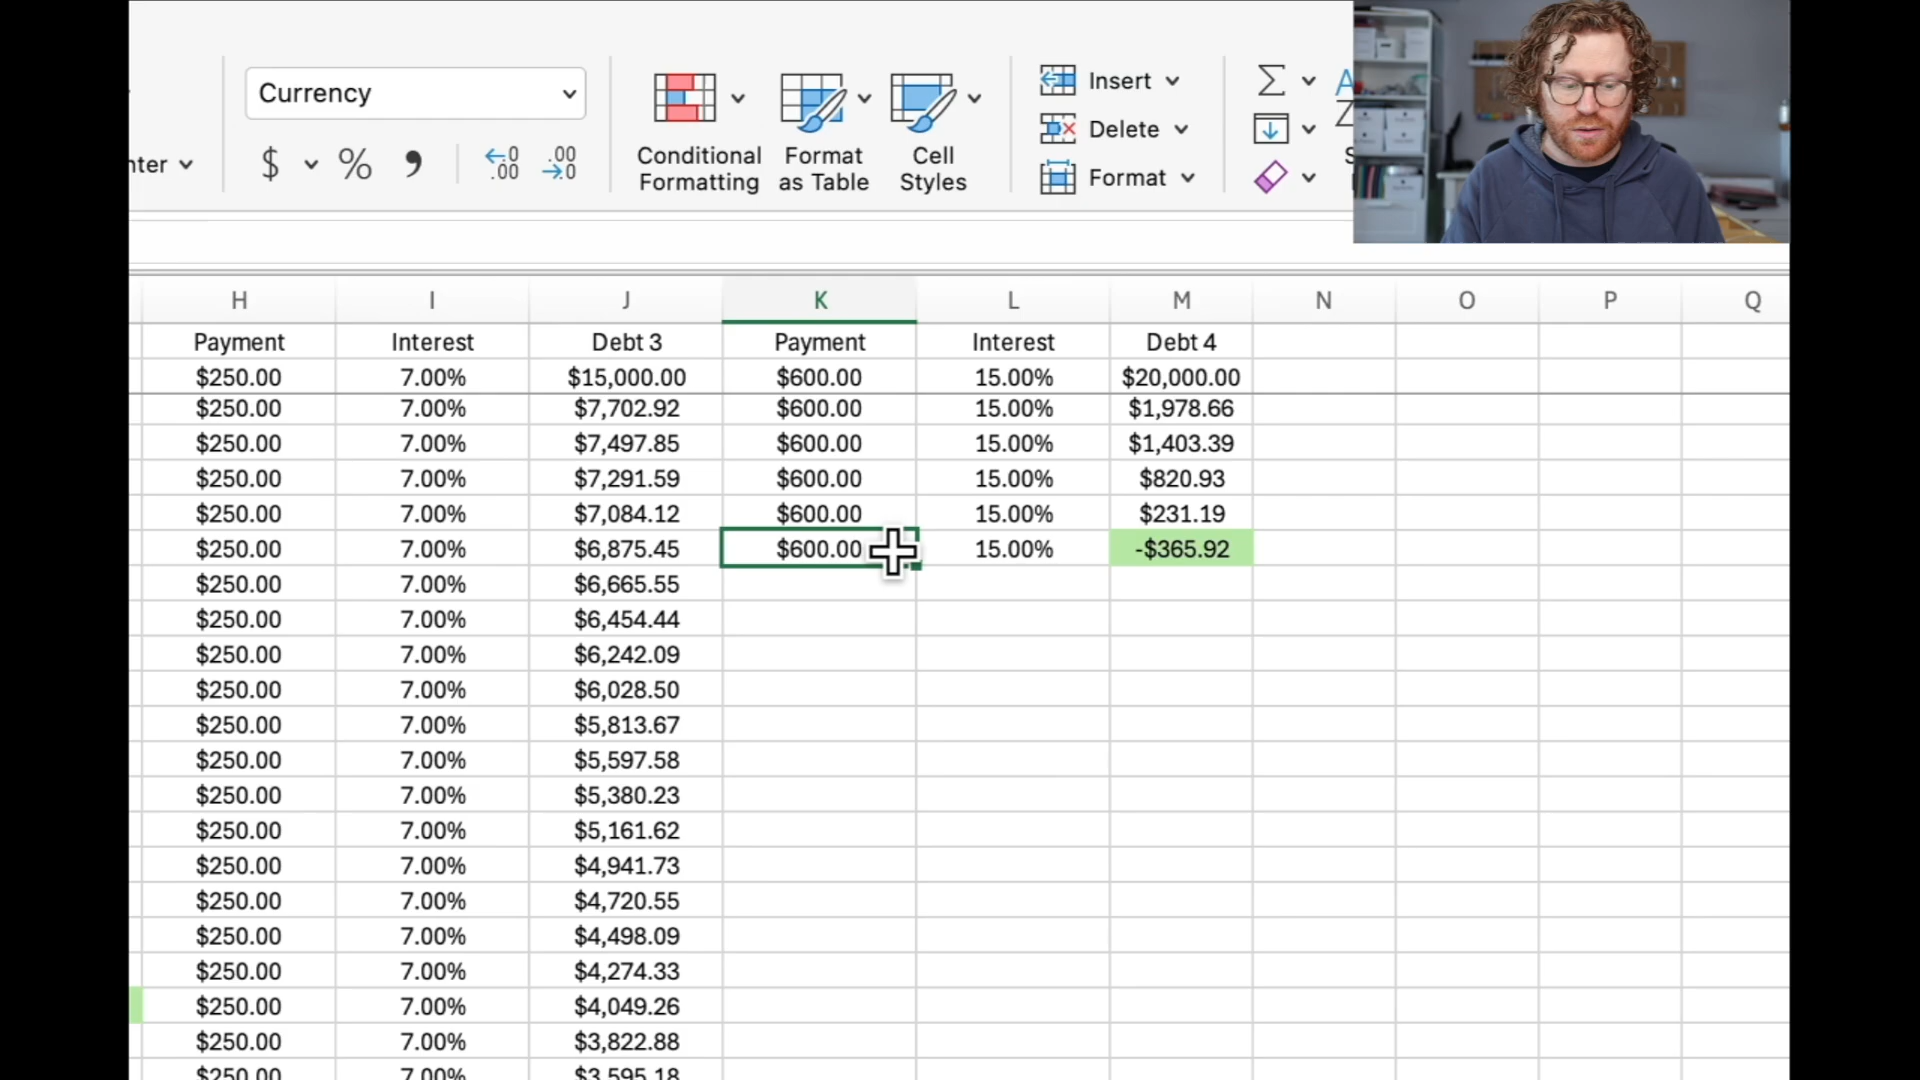 Currency
Insert
Delete
Format
nter
$ % , .00 .00
Conditional Formatting
Format as Table
Cell Styles
H I J K L M N O P Q
Payment Interest Debt 3 Payment Interest Debt 4
$250.00 7.00% $15,000.00 $600.00 15.00% $20,000.00
$250.00 7.00% $7,702.92 $600.00 15.00% $1,978.66
$250.00 7.00% $7,497.85 $600.00 15.00% $1,403.39
$250.00 7.00% $7,291.59 $600.00 15.00% $820.93
$250.00 7.00% $7,084.12 $600.00 15.00% $231.19
$250.00 7.00% $6,875.45 $600.00 15.00% -$365.92
$250.00 7.00% $6,665.55
$250.00 7.00% $6,454.44
$250.00 7.00% $6,242.09
$250.00 7.00% $6,028.50
$250.00 7.00% $5,813.67
$250.00 7.00% $5,597.58
$250.00 7.00% $5,380.23
$250.00 7.00% $5,161.62
$250.00 7.00% $4,941.73
$250.00 7.00% $4,720.55
$250.00 7.00% $4,498.09
$250.00 7.00% $4,274.33
$250.00 7.00% $4,049.26
$250.00 7.00% $3,822.88
$250.00 7.00% $3,595.18